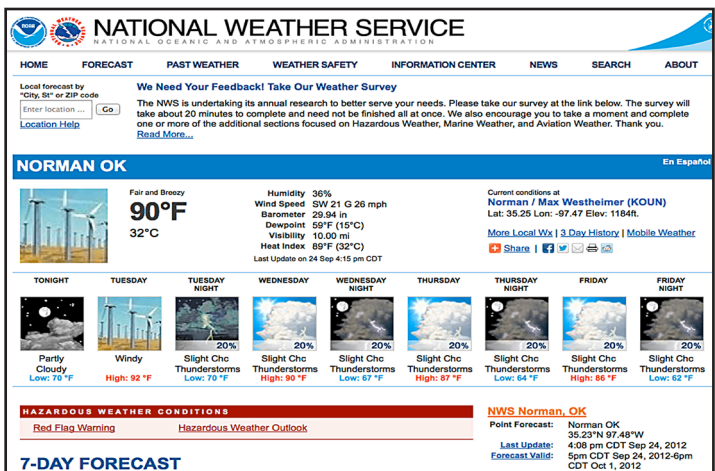 NOAA
NATIONAL WEATHER SERVICE
NATIONAL OCEANIC AND ATMOSPHERIC ADMINISTRATION
HOME FORECAST PAST WEATHER WEATHER SAFETY INFORMATION CENTER NEWS SEARCH ABOUT
Local forecast by
"City, St" or ZIP code
Enter location ... Go
Location Help
We Need Your Feedback! Take Our Weather Survey
The NWS is undertaking its annual research to better serve your needs. Please take our survey at the link below. The survey will
take about 20 minutes to complete and need not be finished all at once. We also encourage you to take a moment and complete
one or more of the additional sections focused on Hazardous Weather, Marine Weather, and Aviation Weather. Thank you.
Read More...
NORMAN OK
En Español
Fair and Breezy
90°F
32°C
Humidity 36%
Wind Speed SW 21 G 26 mph
Barometer 29.94 in
Dewpoint 59°F (15°C)
Visibility 10.00 mi
Heat Index 89°F (32°C)
Last Update on 24 Sep 4:15 pm CDT
Current conditions at
Norman / Max Westheimer (KOUN)
Lat: 35.25 Lon: -97.47 Elev: 1184ft.
More Local Wx | 3 Day History | Mobile Weather
Share |
TONIGHT
Partly
Cloudy
Low: 70 °F
TUESDAY
Windy
High: 92 °F
TUESDAY
NIGHT
20%
Slight Chc
Thunderstorms
Low: 70 °F
WEDNESDAY
20%
Slight Chc
Thunderstorms
High: 90 °F
WEDNESDAY
NIGHT
20%
Slight Chc
Thunderstorms
Low: 67 °F
THURSDAY
20%
Slight Chc
Thunderstorms
High: 87 °F
THURSDAY
NIGHT
20%
Slight Chc
Thunderstorms
Low: 64 °F
FRIDAY
20%
Slight Chc
Thunderstorms
High: 86 °F
FRIDAY
NIGHT
20%
Slight Chc
Thunderstorms
Low: 62 °F
HAZARDOUS WEATHER CONDITIONS
Red Flag Warning Hazardous Weather Outlook
7-DAY FORECAST
NWS Norman, OK
Point Forecast: Norman OK
35.23°N 97.48°W
Last Update: 4:08 pm CDT Sep 24, 2012
Forecast Valid: 5pm CDT Sep 24, 2012-6pm
CDT Oct 1, 2012